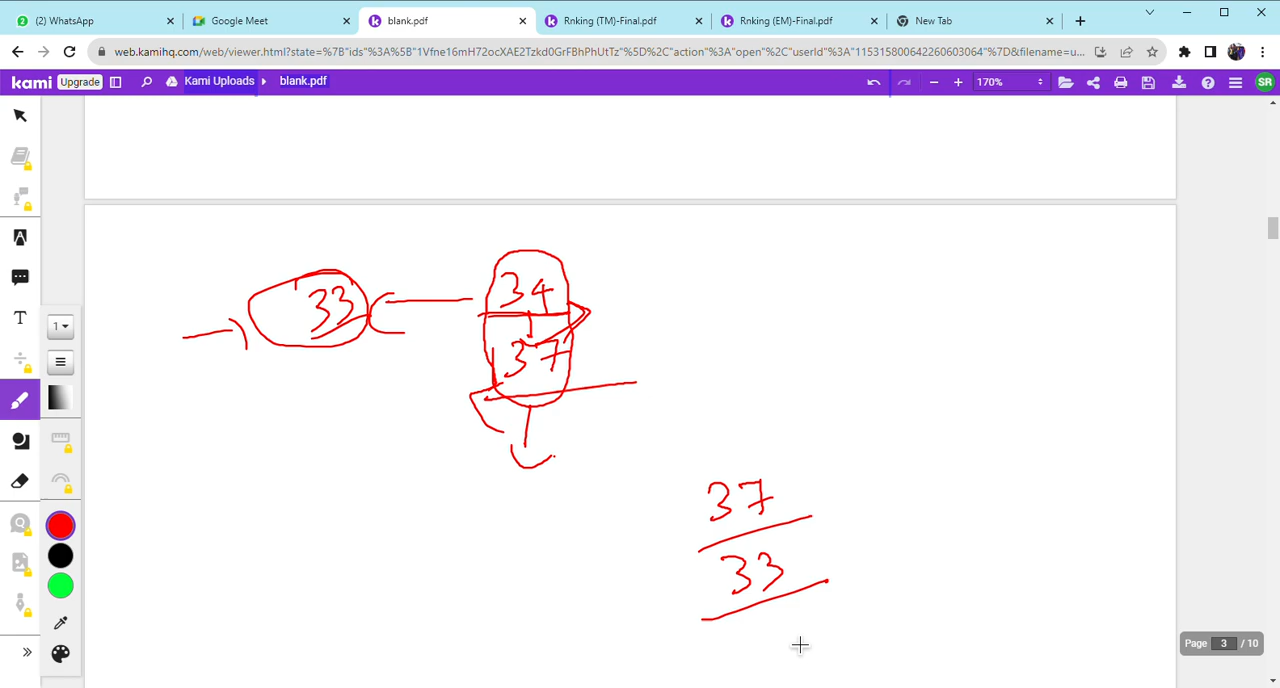 (2) WhatsApp
Google Meet
blank.pdf
Rnking (TM)-Final.pdf
Rnking (EM)-Final.pdf
New Tab
web.kamihq.com/web/viewer.html?state=%7B"ids"%3A%5B"1Vfne16mH72ocXAE2Tzkd0GrFBhPhUtTz"%5D%2C"action"%3A"open"%2C"userId"%3A"115315800642260603064"%7D&filename=u...
kami Upgrade Kami Uploads blank.pdf 170% SR
33 34
37
37
33
1
Page 3 / 10